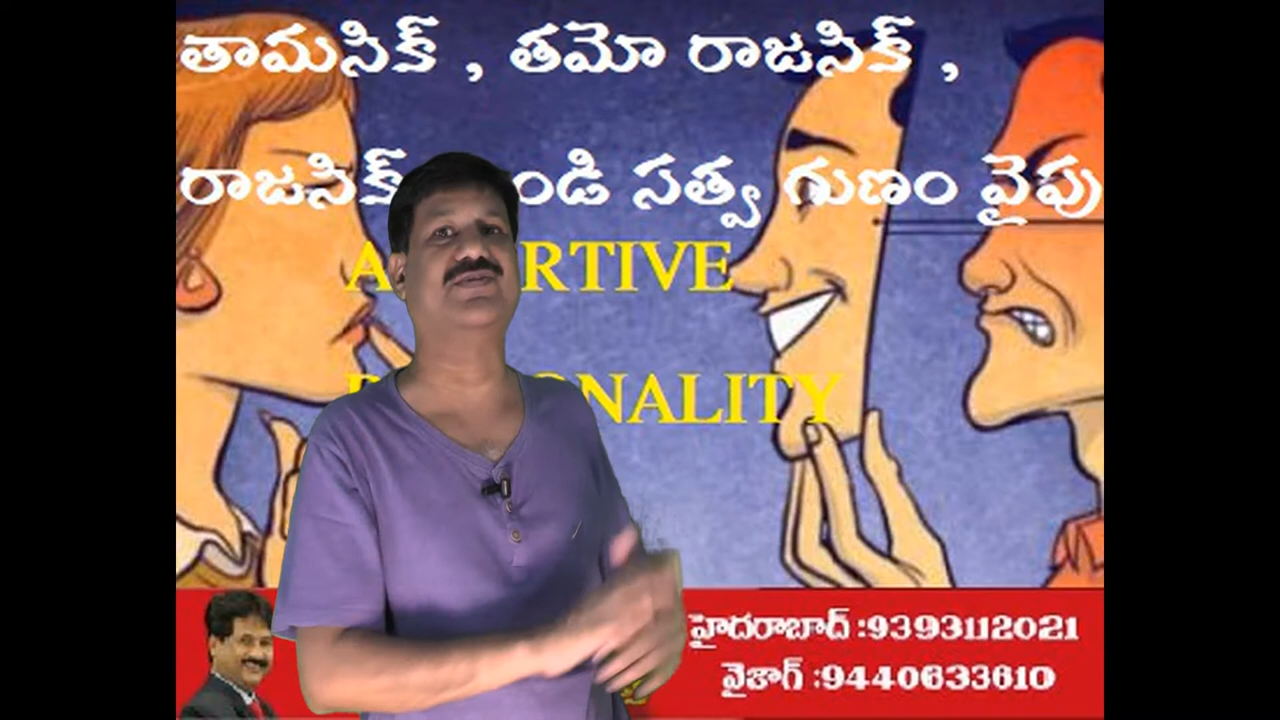 తామసిక్ , తమో రాజసిక్ ,
రాజసిక్ సత్వ గుణం వైపు
హైదరాబాద్ :9393112021
వైజాగ్ :9440633610